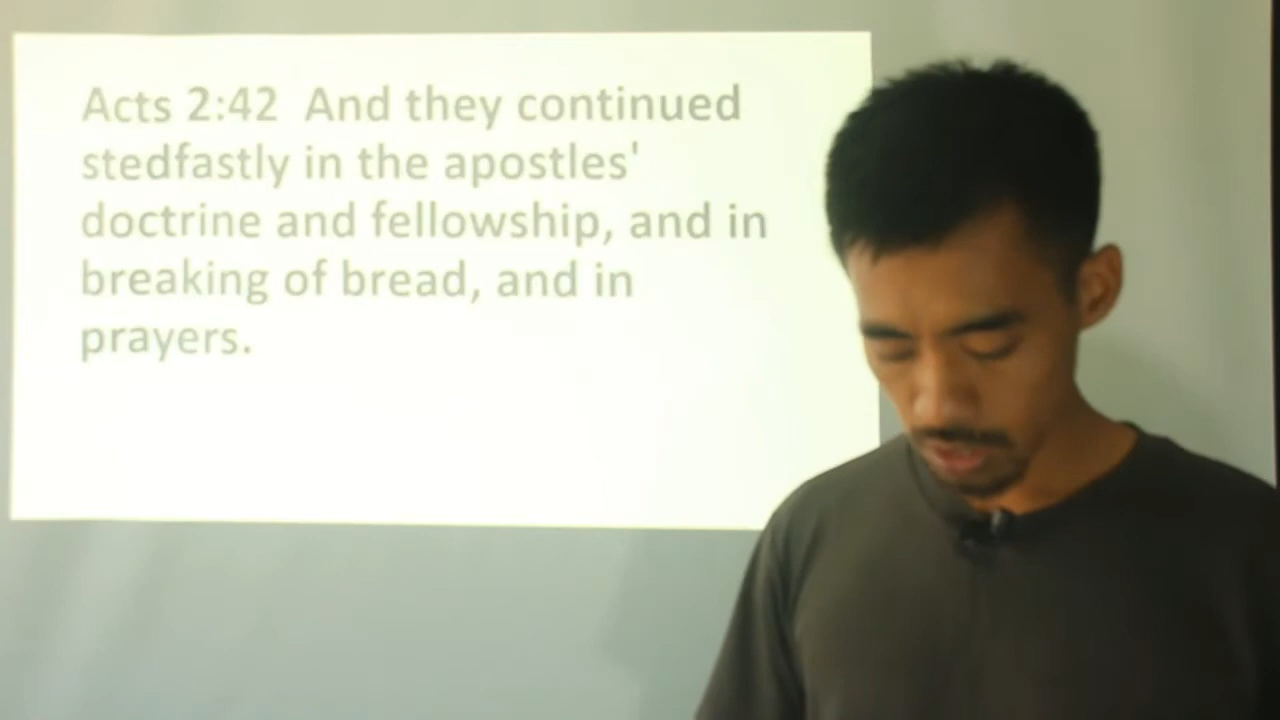 Acts 2:42  And they continued
stedfastly in the apostles'
doctrine and fellowship, and in
breaking of bread, and in
prayers.